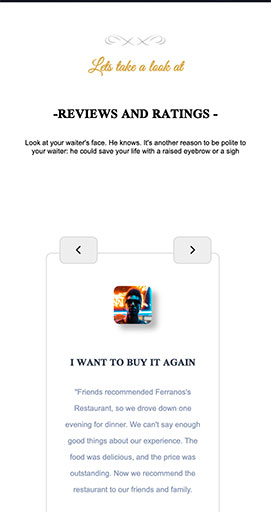 Lets take a look at
-REVIEWS AND RATINGS -
Look at your waiter's face. He knows. It's another reason to be polite to
your waiter: he could save your life with a raised eyebrow or a sigh
I WANT TO BUY IT AGAIN
"Friends recommended Ferranos's
Restaurant, so we drove down one
evening for dinner. We can't say enough
good things about our experience. The
food was delicious, and the price was
outstanding. Now we recommend the
restaurant to our friends and family.